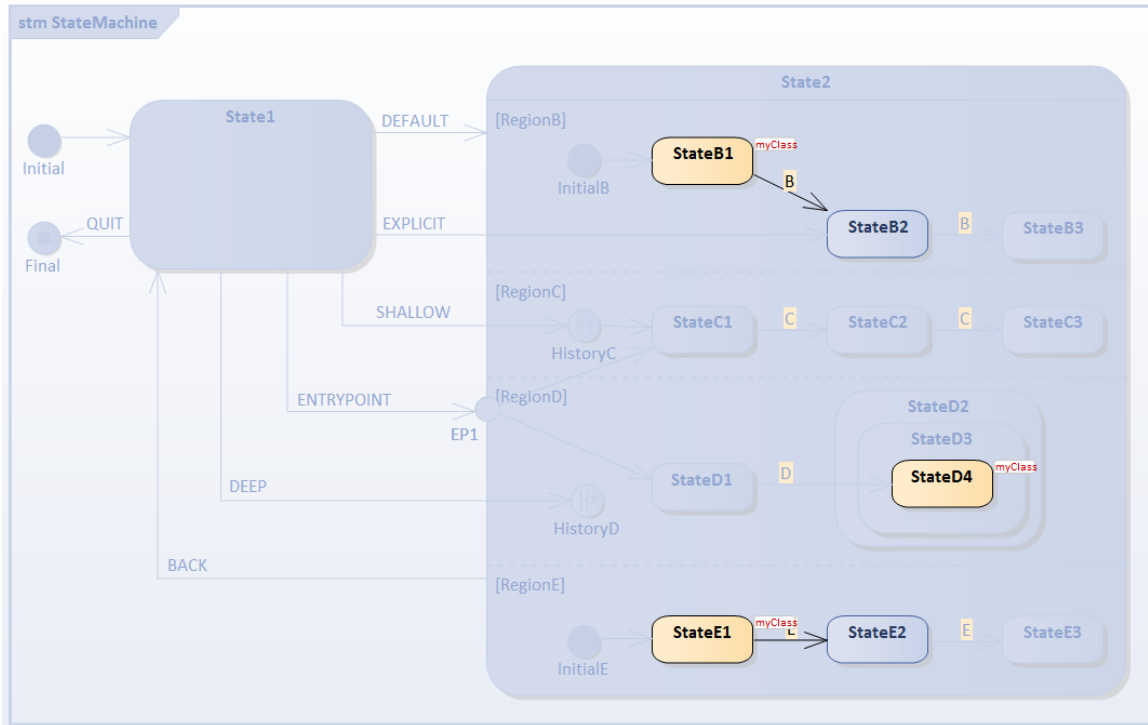 stm StateMachine
State2
State1
DEFAULT
[RegionB]
Initial
InitialB
StateB1
myClass
B
QUIT
Final
EXPLICIT
StateB2
B
StateB3
[RegionC]
SHALLOW
HistoryC
StateC1
C
StateC2
C
StateC3
ENTRYPOINT
EP1
[RegionD]
StateD2
StateD3
StateD1
D
StateD4
myClass
DEEP
H*
HistoryD
BACK
[RegionE]
InitialE
StateE1
myClass
E
StateE2
E
StateE3